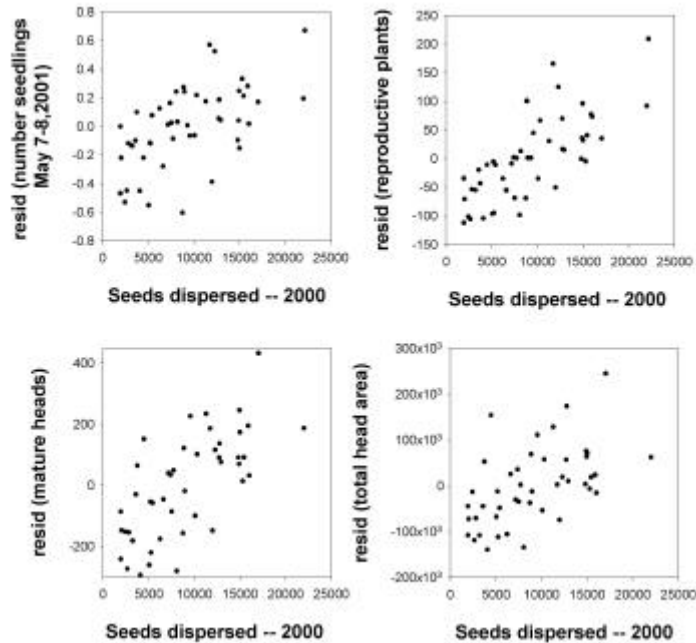 resid (number seedlings
May 7-8,2001)
0.8
0.6
0.4
0.2
0.0
-0.2
-0.4
-0.6
-0.8
0 5000 10000 15000 20000 25000
Seeds dispersed -- 2000
resid (reproductive plants)
250
200
150
100
50
0
-50
-100
-150
0 5000 10000 15000 20000 25000
Seeds dispersed -- 2000
resid (mature heads)
400
200
0
-200
0 5000 10000 15000 20000 25000
Seeds dispersed -- 2000
resid (total head area)
300x10³
200x10³
100x10³
0
-100x10³
-200x10³
0 5000 10000 15000 20000 25000
Seeds dispersed -- 2000